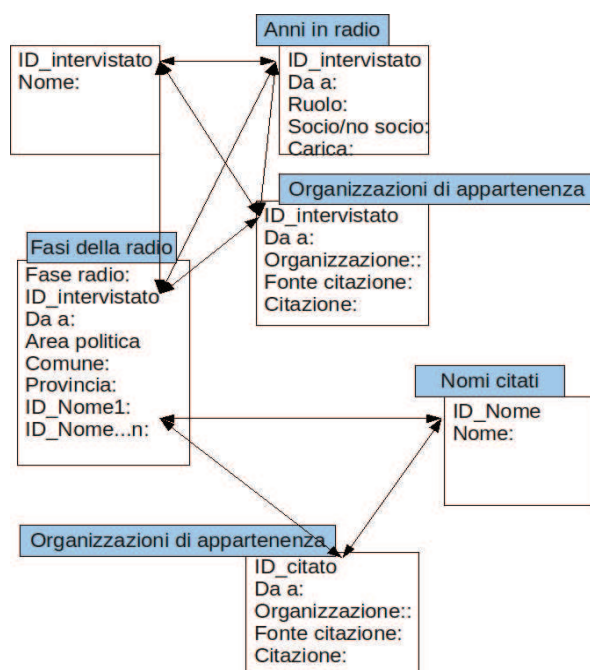 ID_intervistato
Nome:
Anni in radio
ID_intervistato
Da a:
Ruolo:
Socio/no socio:
Carica:
Organizzazioni di appartenenza
ID_intervistato
Da a:
Organizzazione::
Fonte citazione:
Citazione:
Fasi della radio
Fase radio:
ID_intervistato
Da a:
Area politica
Comune:
Provincia:
ID_Nome1:
ID_Nome...n:
Nomi citati
ID_Nome
Nome:
Organizzazioni di appartenenza
ID_citato
Da a:
Organizzazione::
Fonte citazione:
Citazione: